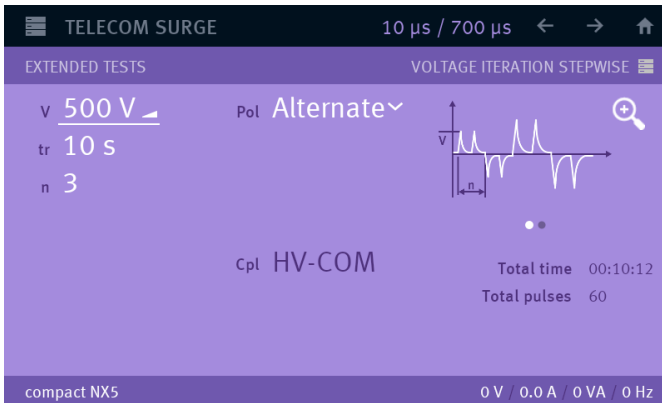 TELECOM SURGE 10 µs / 700 µs
EXTENDED TESTS VOLTAGE ITERATION STEPWISE
V 500 V Pol Alternate
tr 10 s
n 3
V
n
Cpl HV-COM
Total time 00:10:12
Total pulses 60
compact NX5 0 V / 0.0 A / 0 VA / 0 Hz